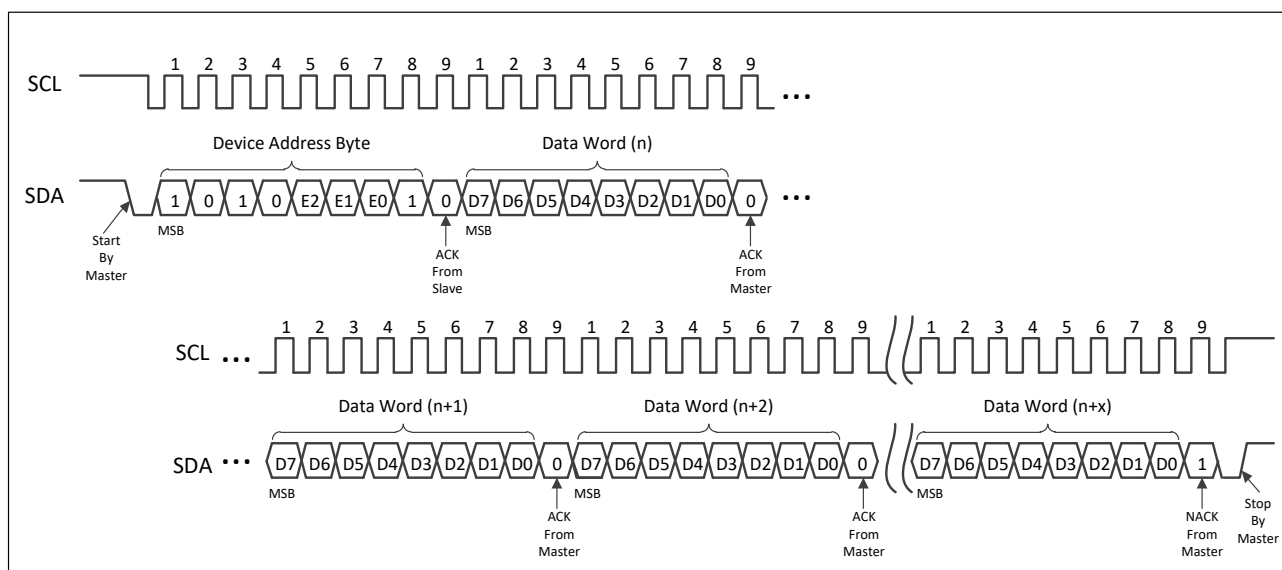 1 2 3 4 5 6 7 8 9 1 2 3 4 5 6 7 8 9
SCL ...
Device Address Byte Data Word (n)
SDA 1 0 1 0 E2 E1 E0 1 0 D7 D6 D5 D4 D3 D2 D1 D0 0 ...
MSB MSB
Start
By
Master
ACK
From
Slave
ACK
From
Master
1 2 3 4 5 6 7 8 9 1 2 3 4 5 6 7 8 9 1 2 3 4 5 6 7 8 9
SCL ...
Data Word (n+1) Data Word (n+2) Data Word (n+x)
SDA ... D7 D6 D5 D4 D3 D2 D1 D0 0 D7 D6 D5 D4 D3 D2 D1 D0 0 D7 D6 D5 D4 D3 D2 D1 D0 1
MSB MSB MSB
ACK
From
Master
ACK
From
Master
NACK
From
Master
Stop
By
Master